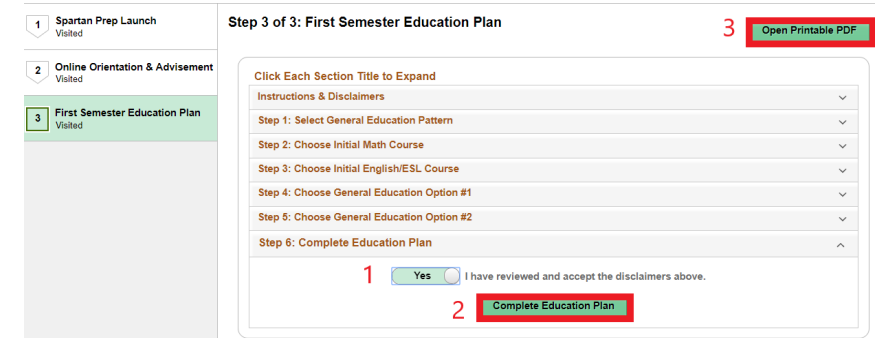 1
Spartan Prep Launch
Visited
2
Online Orientation & Advisement
Visited
3
First Semester Education Plan
Visited
Step 3 of 3: First Semester Education Plan
3
Open Printable PDF
Click Each Section Title to Expand
Instructions & Disclaimers
Step 1: Select General Education Pattern
Step 2: Choose Initial Math Course
Step 3: Choose Initial English/ESL Course
Step 4: Choose General Education Option #1
Step 5: Choose General Education Option #2
Step 6: Complete Education Plan
1
Yes
I have reviewed and accept the disclaimers above.
2
Complete Education Plan